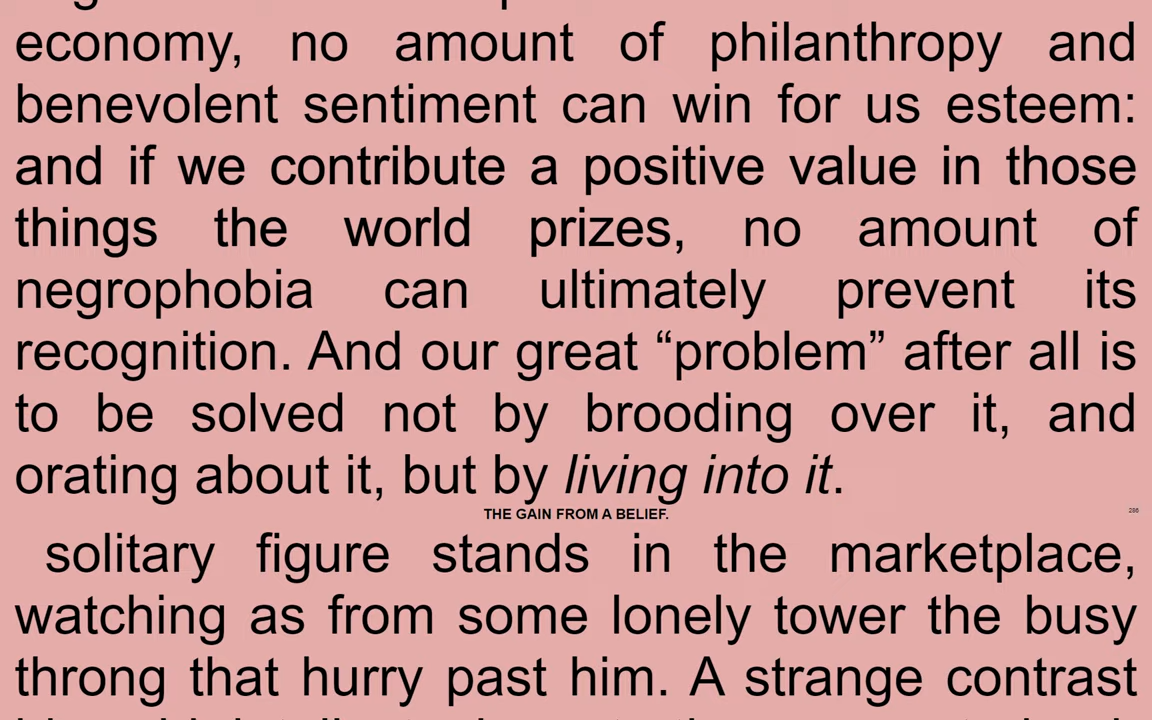 economy, no amount of philanthropy and
benevolent sentiment can win for us esteem:
and if we contribute a positive value in those
things the world prizes, no amount of
negrophobia can ultimately prevent its
recognition. And our great “problem” after all is
to be solved not by brooding over it, and
orating about it, but by living into it.
THE GAIN FROM A BELIEF.
286
solitary figure stands in the marketplace,
watching as from some lonely tower the busy
throng that hurry past him. A strange contrast